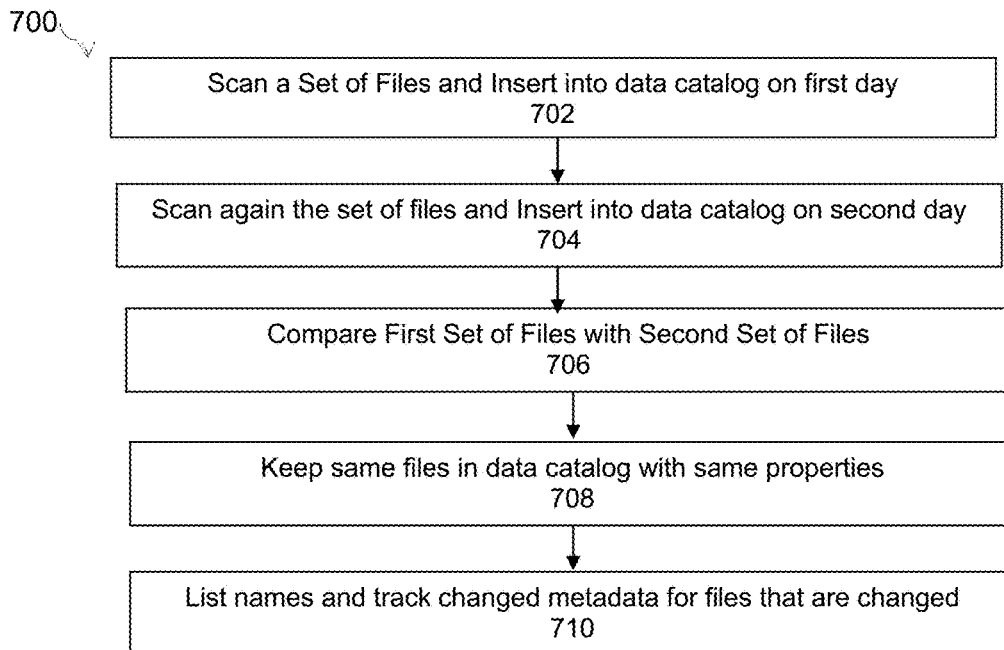 700
Scan a Set of Files and Insert into data catalog on first day
702
Scan again the set of files and Insert into data catalog on second day
704
Compare First Set of Files with Second Set of Files
706
Keep same files in data catalog with same properties
708
List names and track changed metadata for files that are changed
710